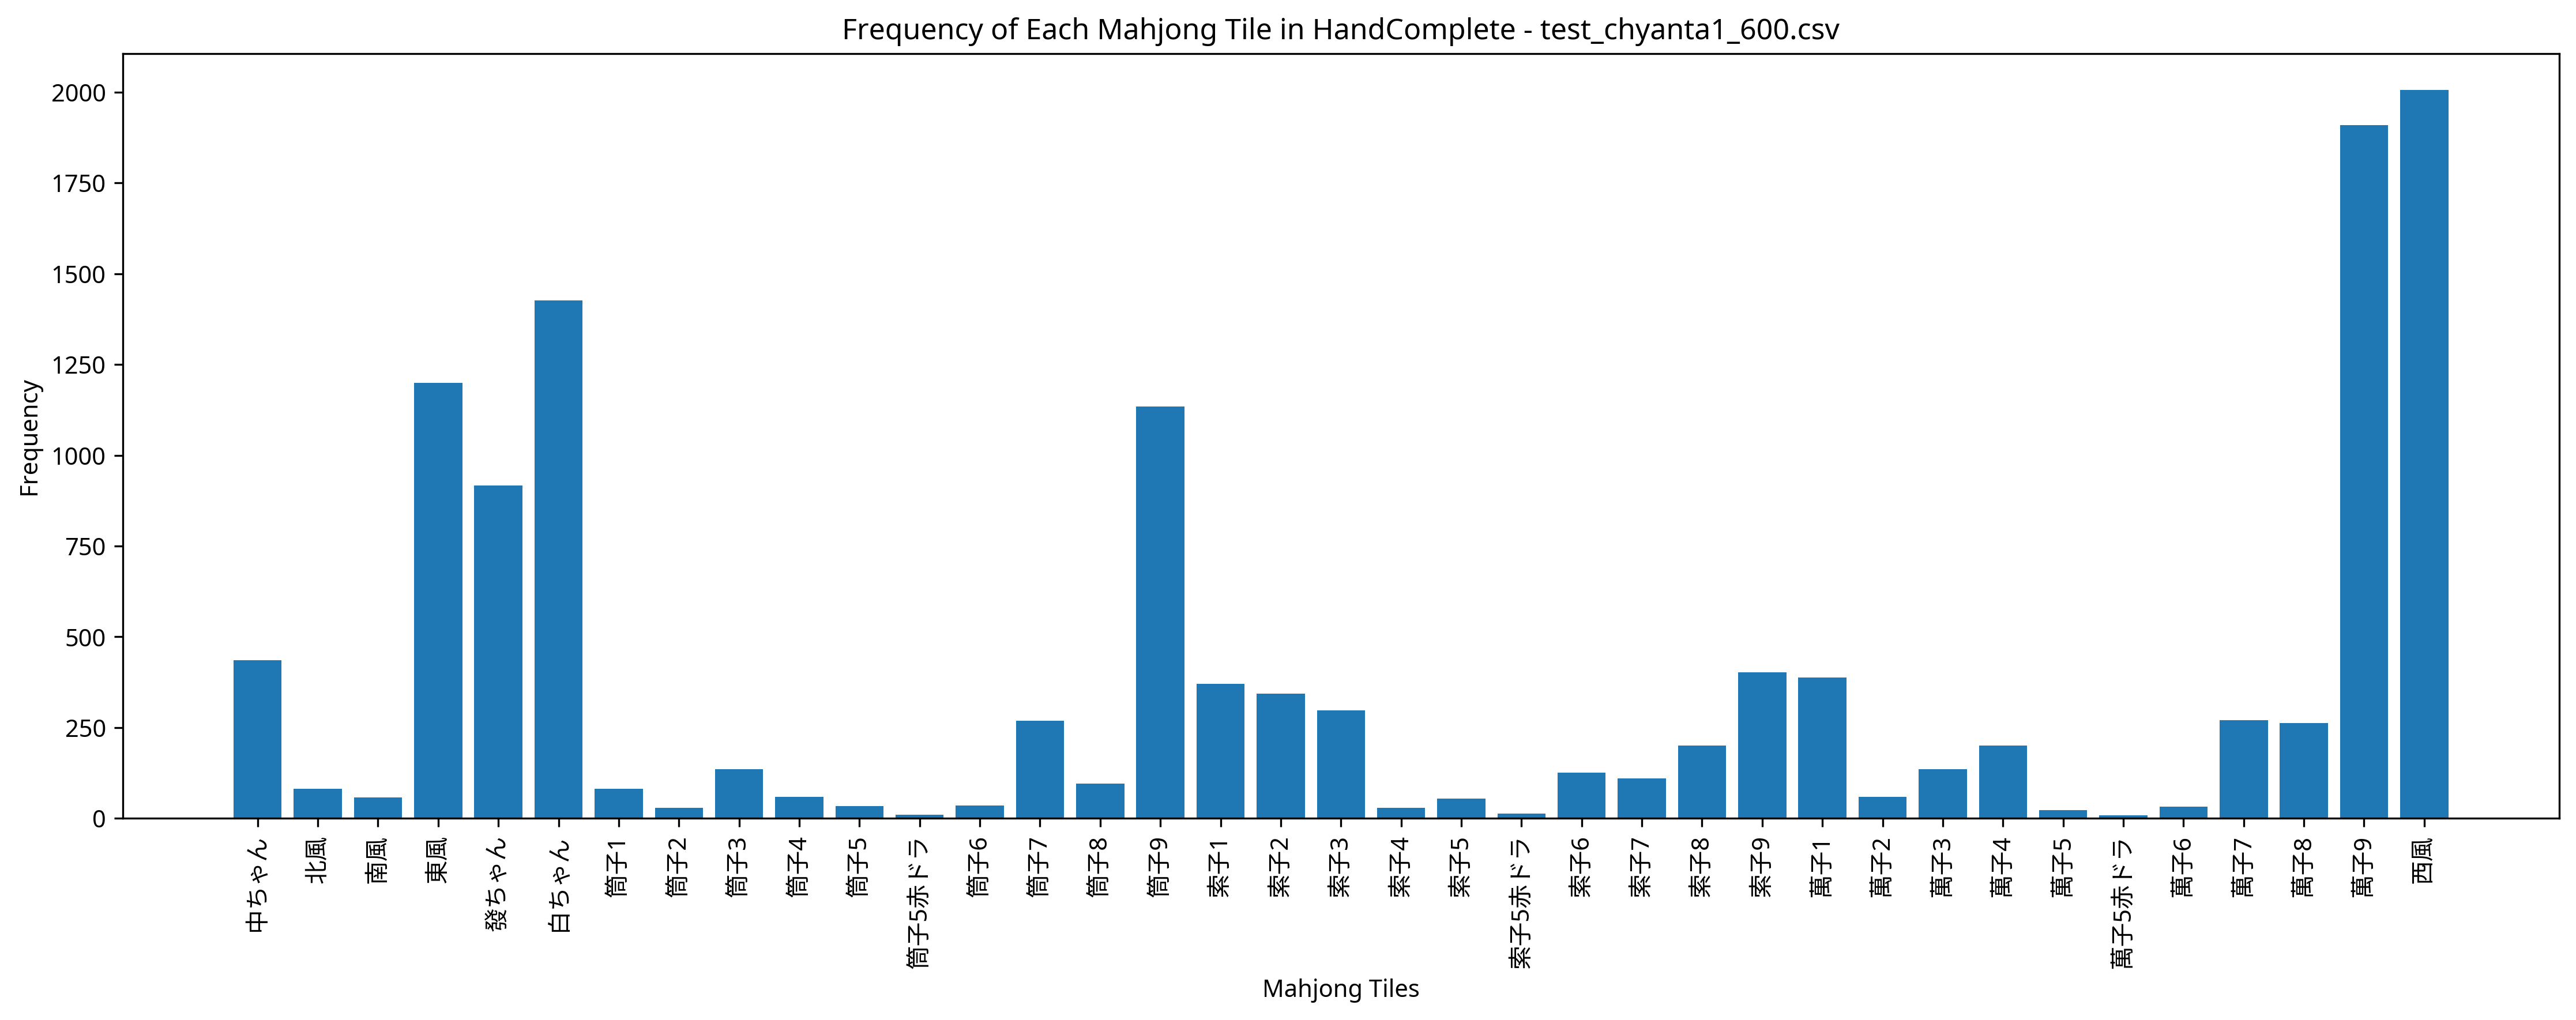 Frequency of Each Mahjong Tile in HandComplete - test_chyanta1_600.csv
Frequency
2000
1750
1500
1250
1000
750
500
250
0
中ちゃん
北風
南風
東風
發ちゃん
白ちゃん
筒子1
筒子2
筒子3
筒子4
筒子5
筒子5赤ドラ
筒子6
筒子7
筒子8
筒子9
索子1
索子2
索子3
索子4
索子5
索子5赤ドラ
索子6
索子7
索子8
索子9
萬子1
萬子2
萬子3
萬子4
萬子5
萬子5赤ドラ
萬子6
萬子7
萬子8
萬子9
西風
Mahjong Tiles